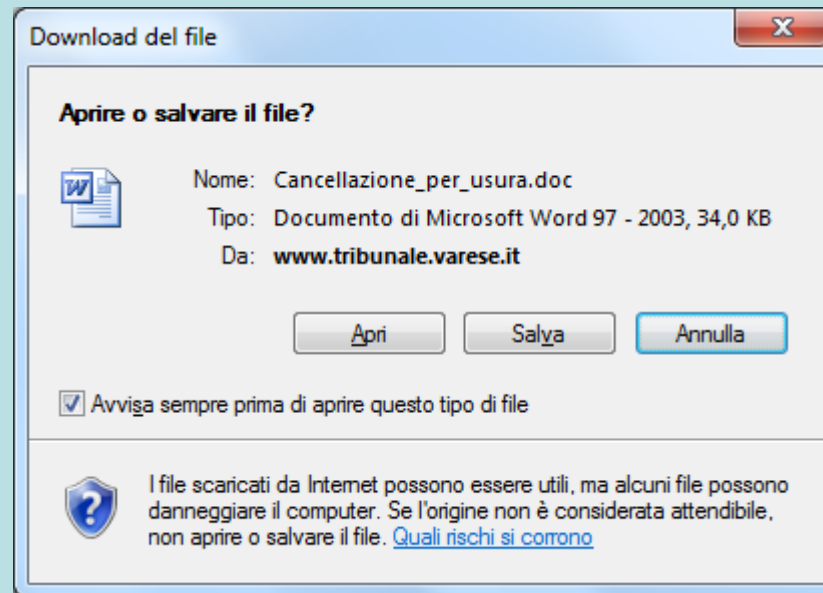 Download del file
Aprire o salvare il file?
Nome: Cancellazione_per_usura.doc
Tipo: Documento di Microsoft Word 97 - 2003, 34,0 KB
Da: www.tribunale.varese.it
Apri Salva Annulla
Avvisa sempre prima di aprire questo tipo di file
I file scaricati da Internet possono essere utili, ma alcuni file possono
danneggiare il computer. Se l'origine non è considerata attendibile,
non aprire o salvare il file. Quali rischi si corrono